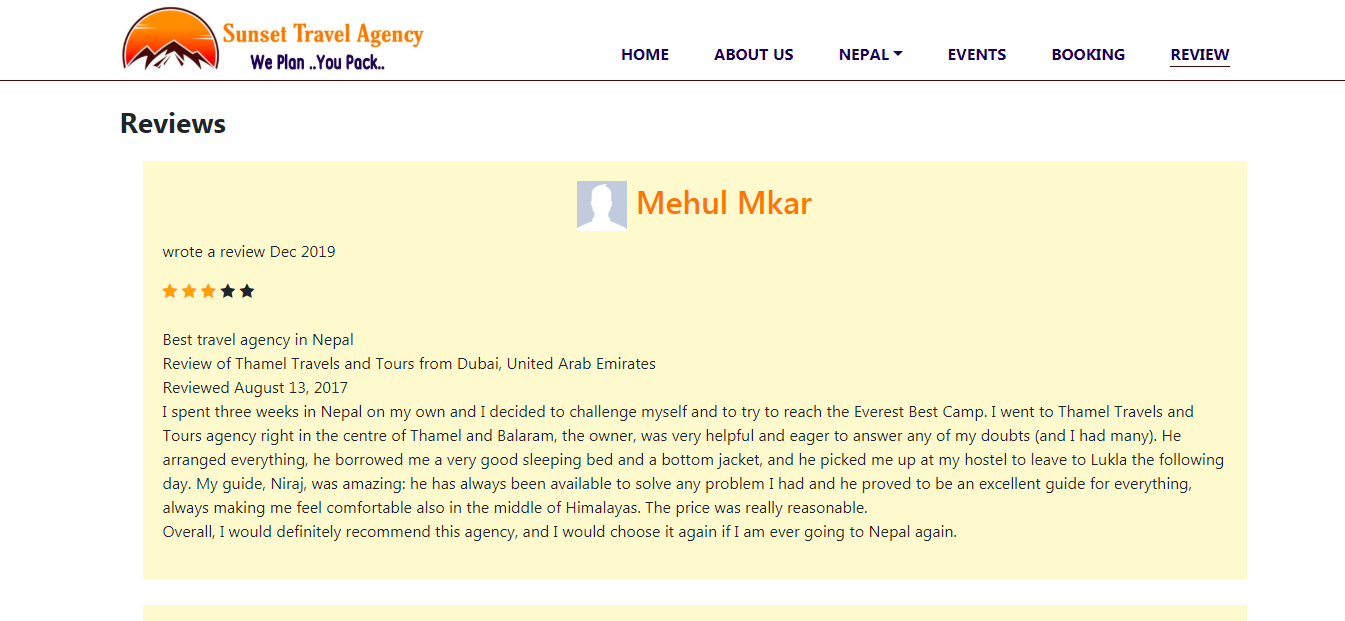 Sunset Travel Agency
We Plan ..You Pack..
HOME ABOUT US NEPAL EVENTS BOOKING REVIEW
Reviews
Mehul Mkar
wrote a review Dec 2019
Best travel agency in Nepal
Review of Thamel Travels and Tours from Dubai, United Arab Emirates
Reviewed August 13, 2017
I spent three weeks in Nepal on my own and I decided to challenge myself and to try to reach the Everest Best Camp. I went to Thamel Travels and
Tours agency right in the centre of Thamel and Balaram, the owner, was very helpful and eager to answer any of my doubts (and I had many). He
arranged everything, he borrowed me a very good sleeping bed and a bottom jacket, and he picked me up at my hostel to leave to Lukla the following
day. My guide, Niraj, was amazing: he has always been available to solve any problem I had and he proved to be an excellent guide for everything,
always making me feel comfortable also in the middle of Himalayas. The price was really reasonable.
Overall, I would definitely recommend this agency, and I would choose it again if I am ever going to Nepal again.